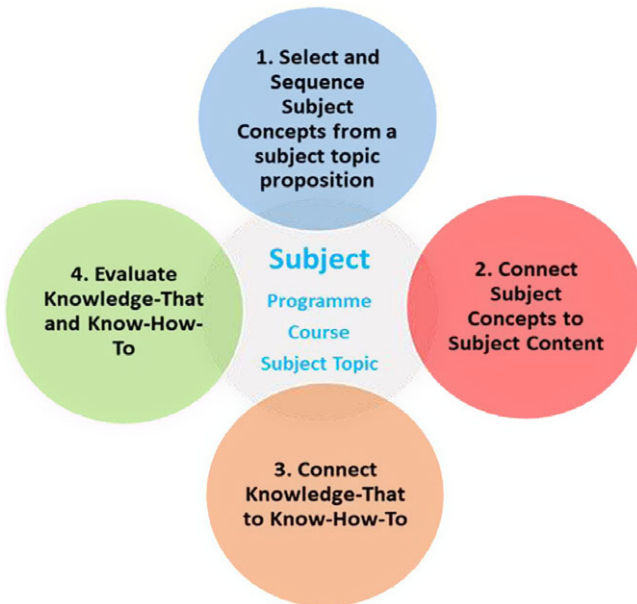 1. Select and
Sequence
Subject
Concepts from a
subject topic
proposition
Subject
Programme
Course
Subject Topic
2. Connect
Subject
Concepts to
Subject Content
3. Connect
Knowledge-That
to Know-How-To
4. Evaluate
Knowledge-That
and Know-How-
To